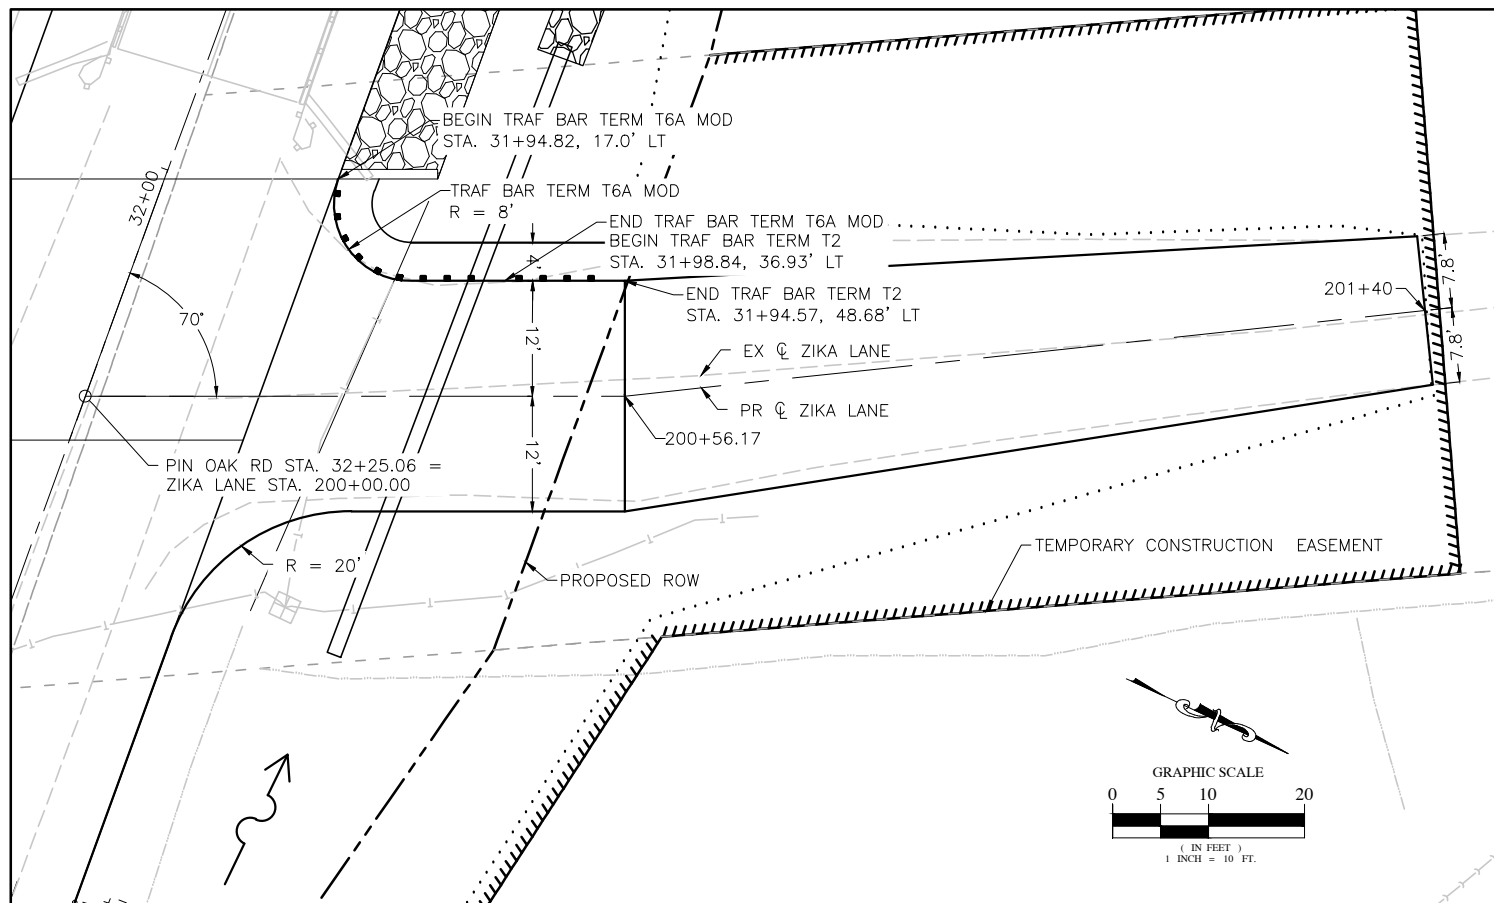 BEGIN TRAF BAR TERM T6A MOD
STA. 31+94.82, 17.0' LT
TRAF BAR TERM T6A MOD
R = 8'
32+00
END TRAF BAR TERM T6A MOD
BEGIN TRAF BAR TERM T2
STA. 31+98.84, 36.93' LT
4'
END TRAF BAR TERM T2
STA. 31+94.57, 48.68' LT
201+40
7.8'
7.8'
70°
12'
EX ℄ ZIKA LANE
PR ℄ ZIKA LANE
200+56.17
12'
PIN OAK RD STA. 32+25.06 =
ZIKA LANE STA. 200+00.00
R = 20'
PROPOSED ROW
TEMPORARY CONSTRUCTION EASEMENT
GRAPHIC SCALE
0 5 10 20
( IN FEET )
1 INCH = 10 FT.